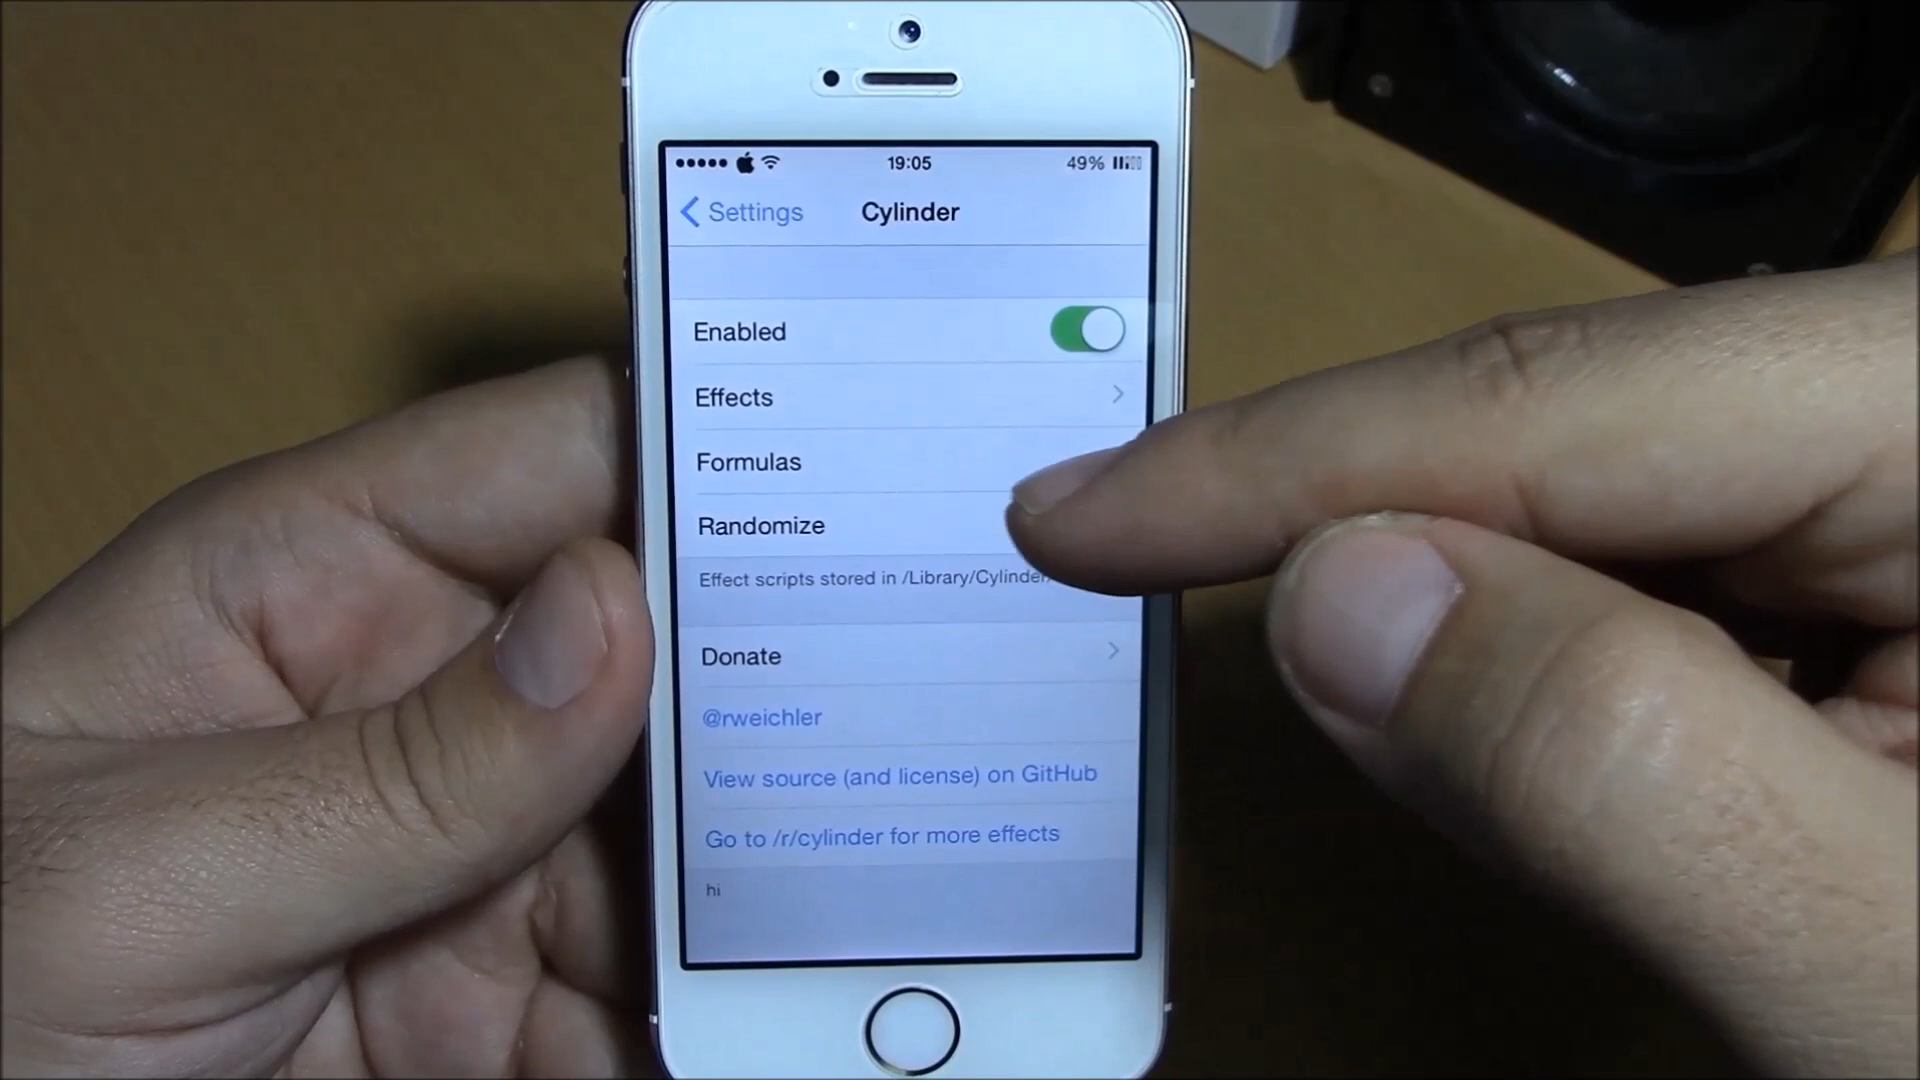 19:05
49%
Settings
Cylinder
Enabled
Effects
Formulas
Randomize
Effect scripts stored in /Library/Cylinder
Donate
@rweichler
View source (and license) on GitHub
Go to /r/cylinder for more effects
hi